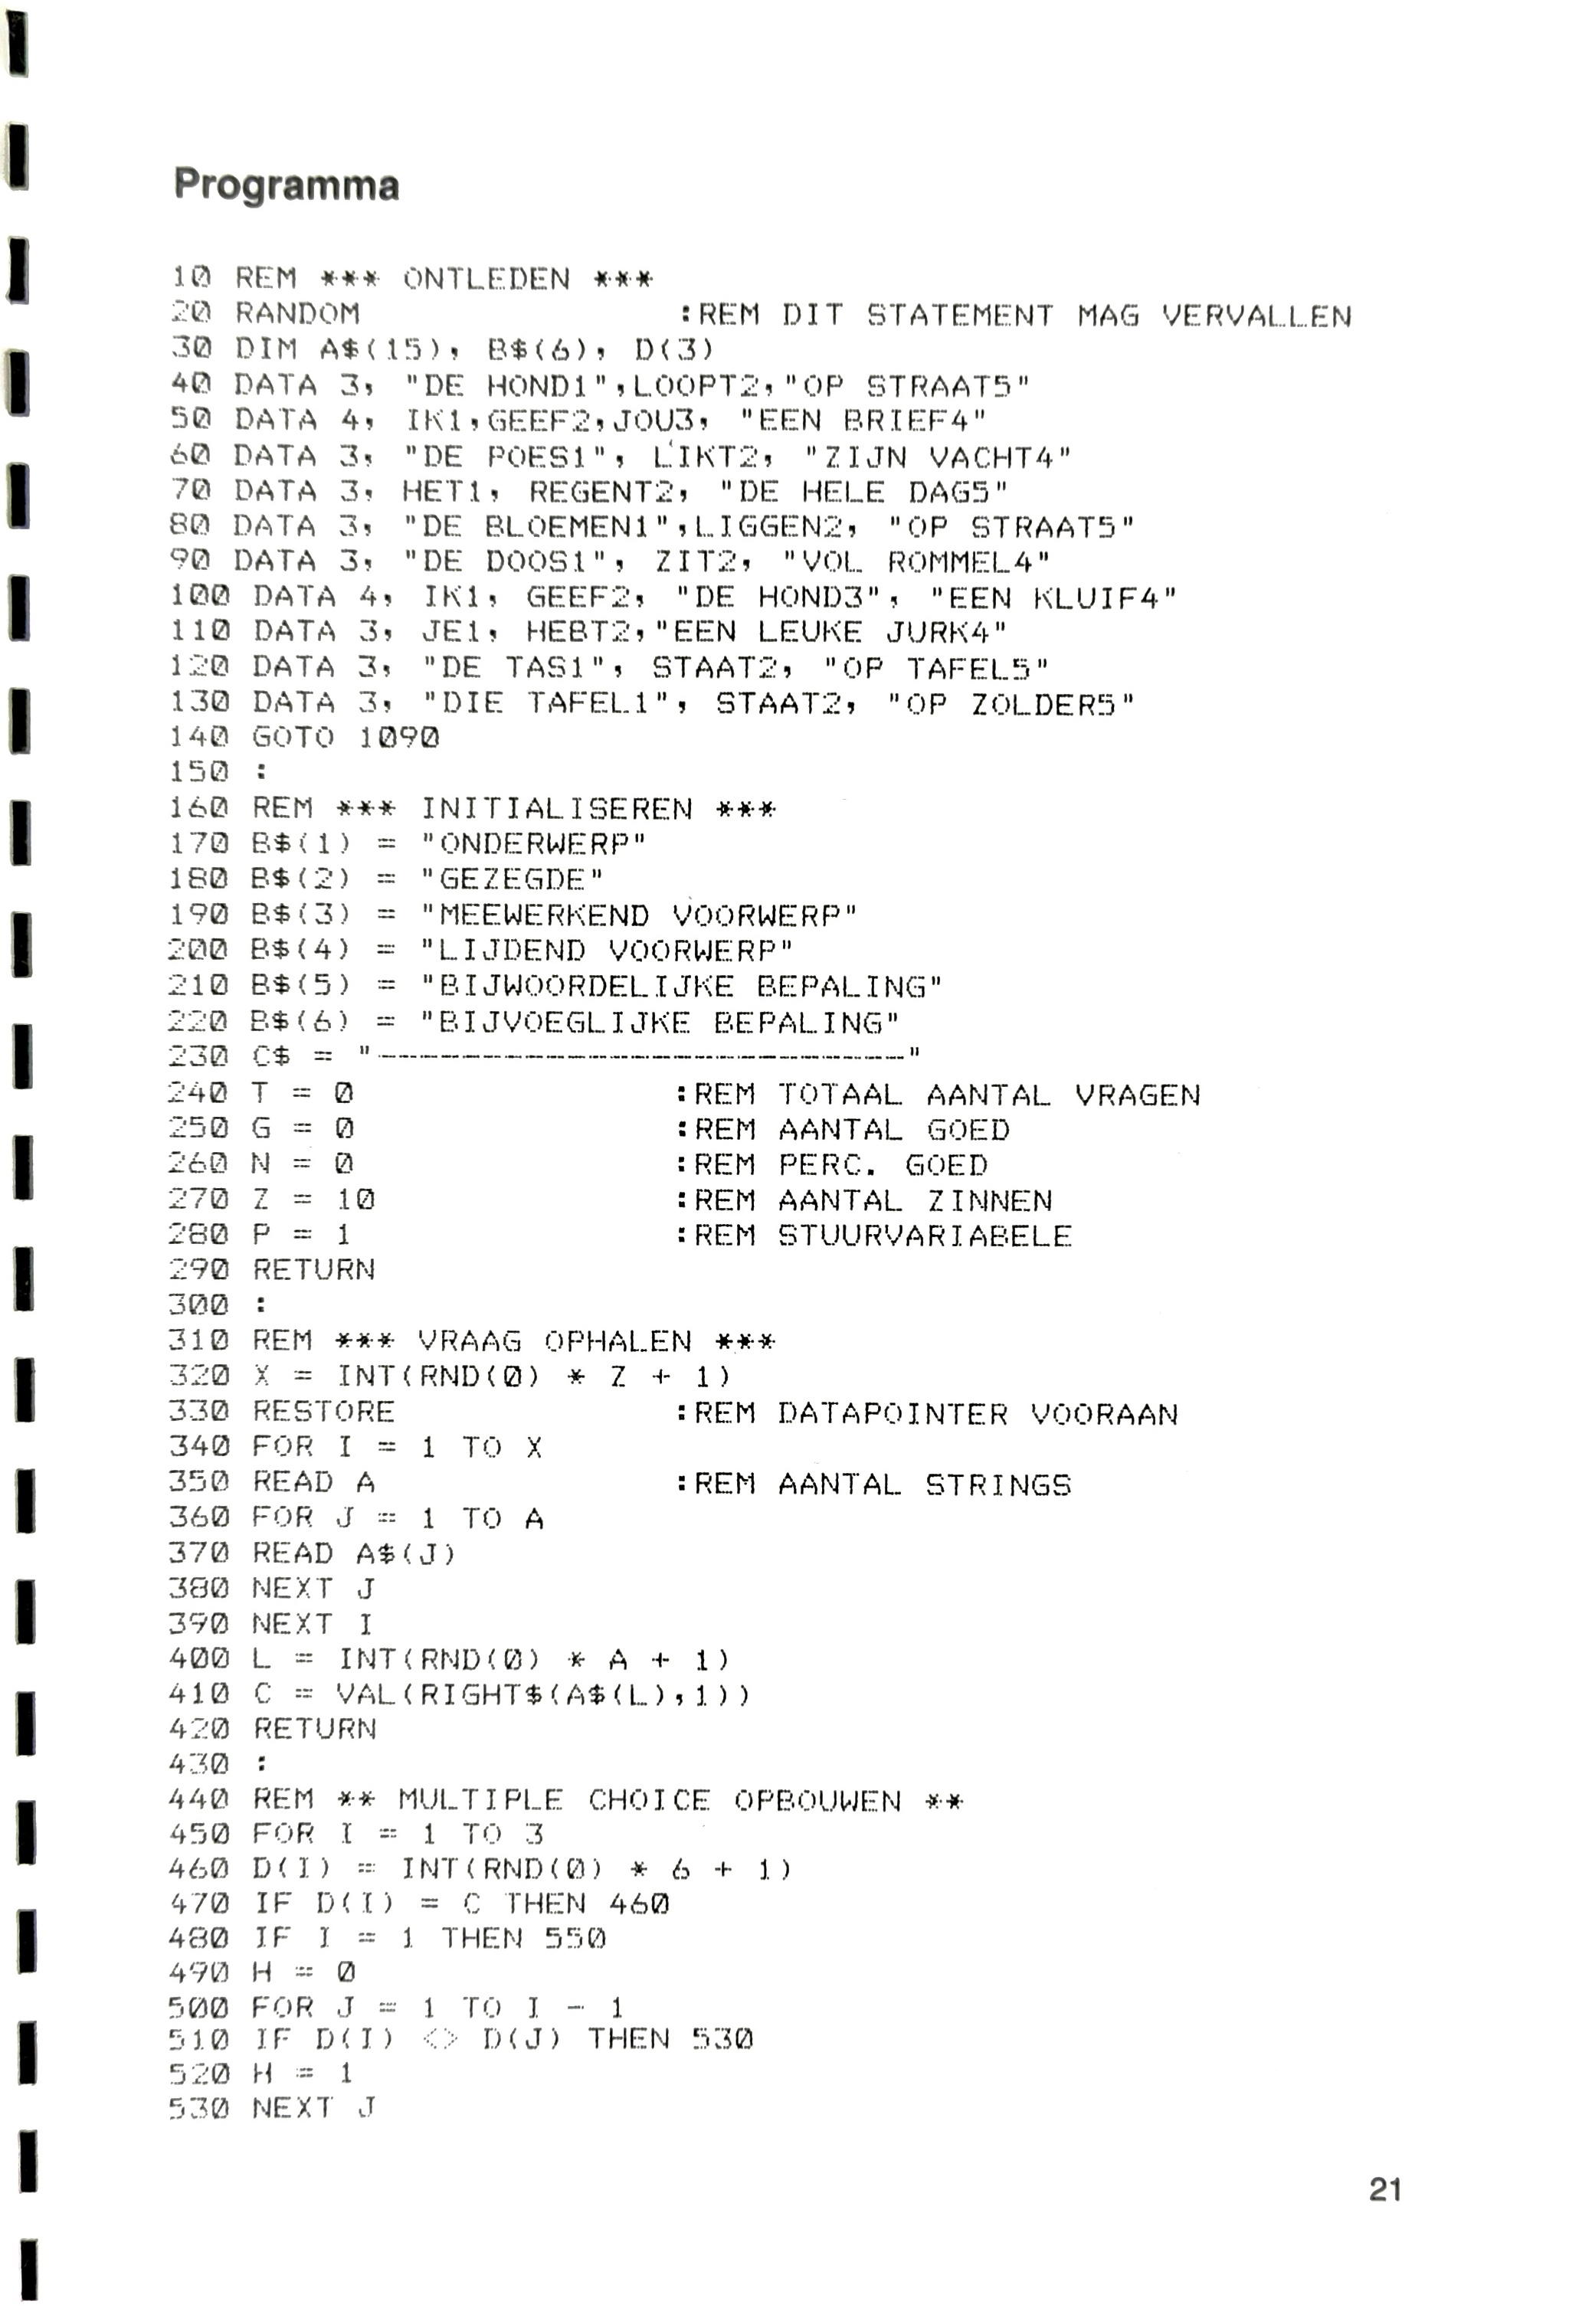 Programma
10 REM *** ONTLEDEN ***
20 RANDOM :REM DIT STATEMENT MAG VERVALLEN
30 DIM A$(15), B$(6), D(3)
40 DATA 3, "DE HOND1",LOOPT2,"OP STRAAT5"
50 DATA 4, IK1,GEEF2,JOU3, "EEN BRIEF4"
60 DATA 3, "DE POES1", LIKT2, "ZIJN VACHT4"
70 DATA 3, HET1, REGENT2, "DE HELE DAG5"
80 DATA 3, "DE BLOEMEN1",LIGGEN2, "OP STRAAT5"
90 DATA 3, "DE DOOS1", ZIT2, "VOL ROMMEL4"
100 DATA 4, IK1, GEEF2, "DE HOND3", "EEN KLUIF4"
110 DATA 3, JE1, HEBT2,"EEN LEUKE JURK4"
120 DATA 3, "DE TAS1", STAAT2, "OP TAFEL5"
130 DATA 3, "DIE TAFEL1", STAAT2, "OP ZOLDER5"
140 GOTO 1090
150 :
160 REM *** INITIALISEREN ***
170 B$(1) = "ONDERWERP"
180 B$(2) = "GEZEGDE"
190 B$(3) = "MEEWERKEND VOORWERP"
200 B$(4) = "LIJDEND VOORWERP"
210 B$(5) = "BIJWOORDELIJKE BEPALING"
220 B$(6) = "BIJVOEGLIJKE BEPALING"
230 C$ = "-------------------------"
240 T = 0 :REM TOTAAL AANTAL VRAGEN
250 G = 0 :REM AANTAL GOED
260 N = 0 :REM PERC. GOED
270 Z = 10 :REM AANTAL ZINNEN
280 P = 1 :REM STUURVARIABELE
290 RETURN
300 :
310 REM *** VRAAG OPHALEN ***
320 X = INT(RND(0) * Z + 1)
330 RESTORE :REM DATAPOINTER VOORAAN
340 FOR I = 1 TO X
350 READ A :REM AANTAL STRINGS
360 FOR J = 1 TO A
370 READ A$(J)
380 NEXT J
390 NEXT I
400 L = INT(RND(0) * A + 1)
410 C = VAL(RIGHT$(A$(L),1))
420 RETURN
430 :
440 REM ** MULTIPLE CHOICE OPBOUWEN **
450 FOR I = 1 TO 3
460 D(I) = INT(RND(0) * 6 + 1)
470 IF D(I) = C THEN 460
480 IF I = 1 THEN 550
490 H = 0
500 FOR J = 1 TO I - 1
510 IF D(I) <> D(J) THEN 530
520 H = 1
530 NEXT J
21